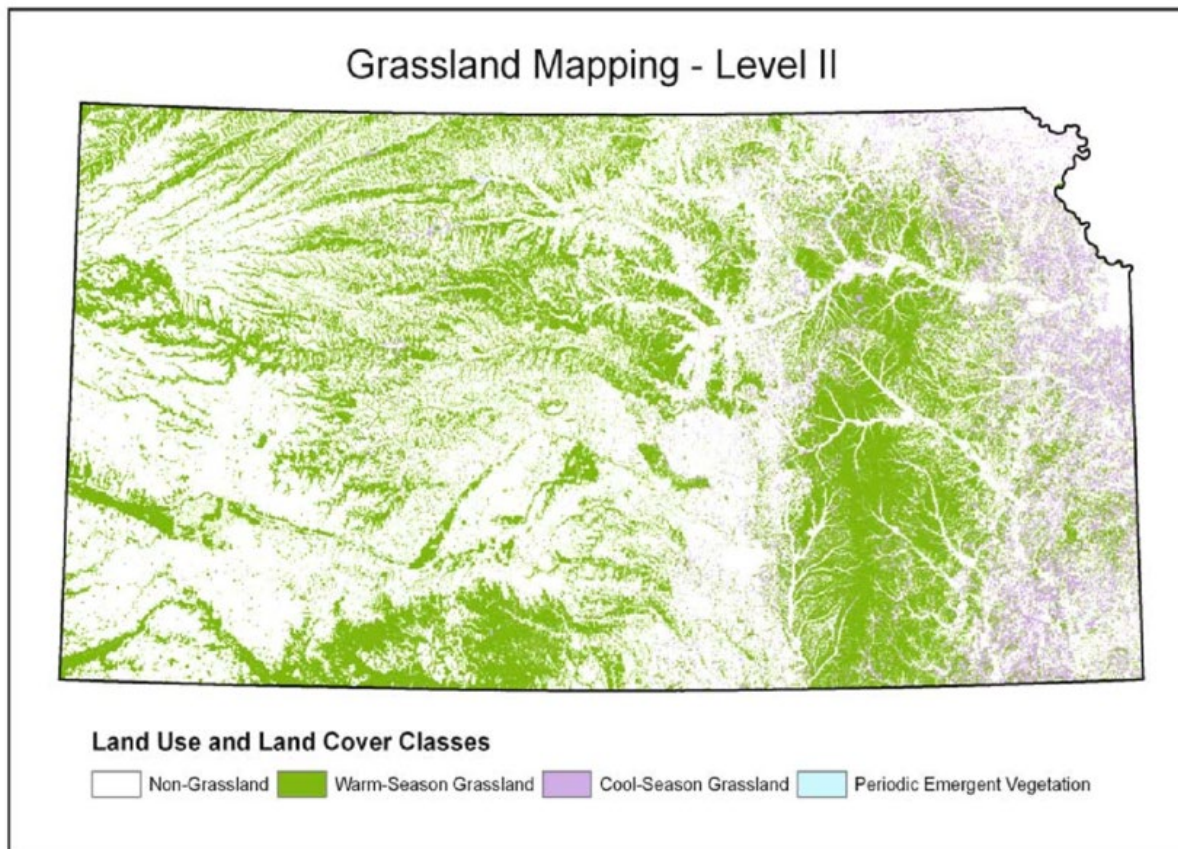 Grassland Mapping - Level II
Land Use and Land Cover Classes
Non-Grassland Warm-Season Grassland Cool-Season Grassland Periodic Emergent Vegetation